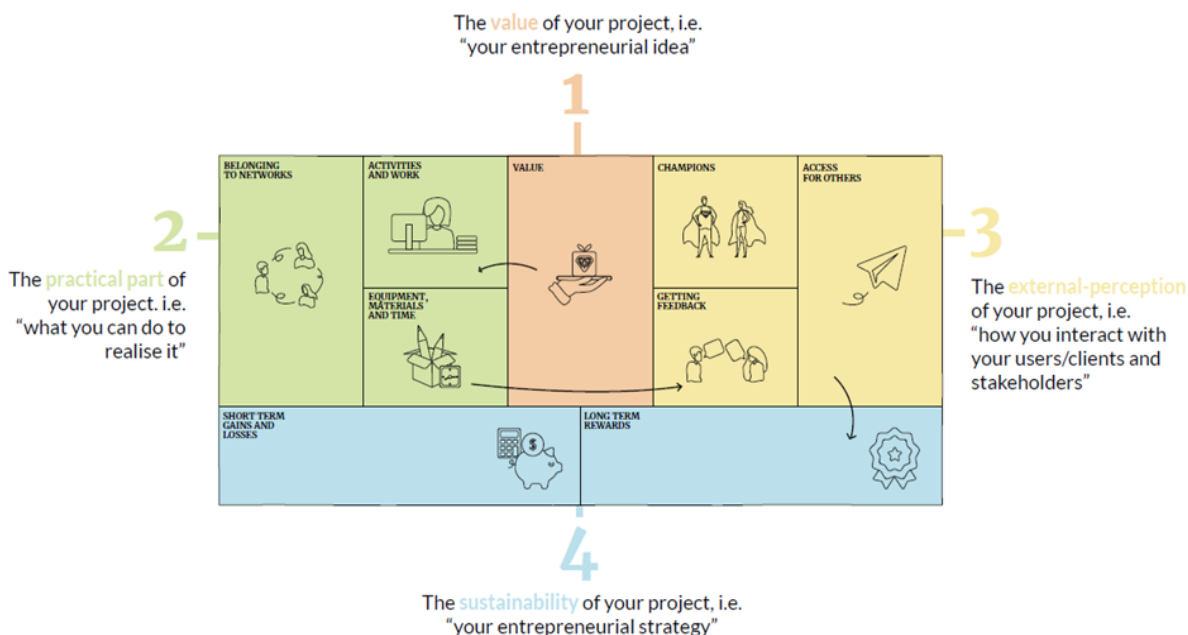 The value of your project, i.e.
“your entrepreneurial idea”
1
BELONGING
TO NETWORKS
ACTIVITIES
AND WORK
VALUE
CHAMPIONS
ACCESS
FOR OTHERS
2
The practical part of
your project. i.e.
“what you can do to
realise it”
3
The external-perception
of your project, i.e.
“how you interact with
your users/clients and
stakeholders”
EQUIPMENT,
MATERIALS
AND TIME
GETTING
FEEDBACK
SHORT TERM
GAINS AND
LOSSES
$
LONG TERM
REWARDS
4
The sustainability of your project, i.e.
“your entrepreneurial strategy”